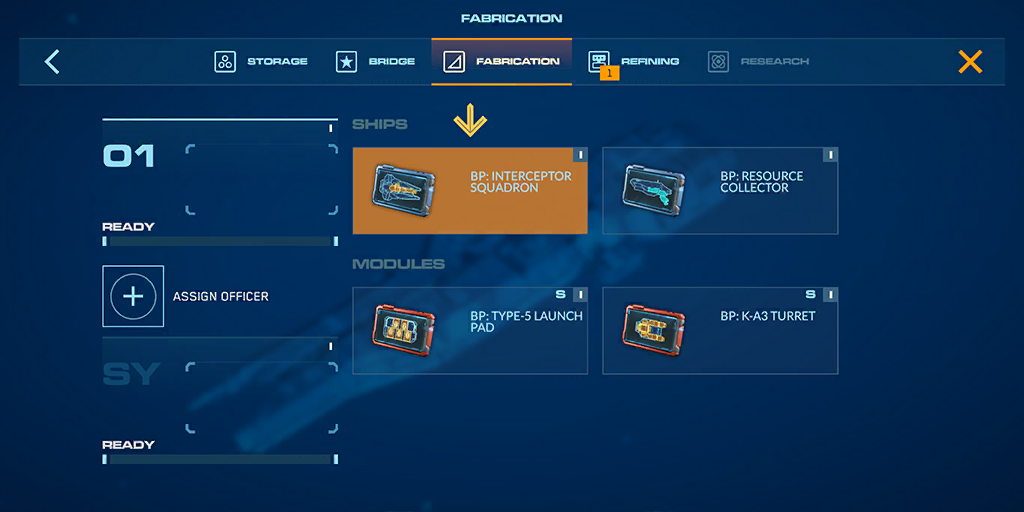 FABRICATION
STORAGE
BRIDGE
FABRICATION
1
REFINING
RESEARCH
I
01
READY
ASSIGN OFFICER
I
SY
READY
SHIPS
I
BP: INTERCEPTOR
SQUADRON
I
BP: RESOURCE
COLLECTOR
MODULES
S I
BP: TYPE-5 LAUNCH
PAD
S I
BP: K-A3 TURRET